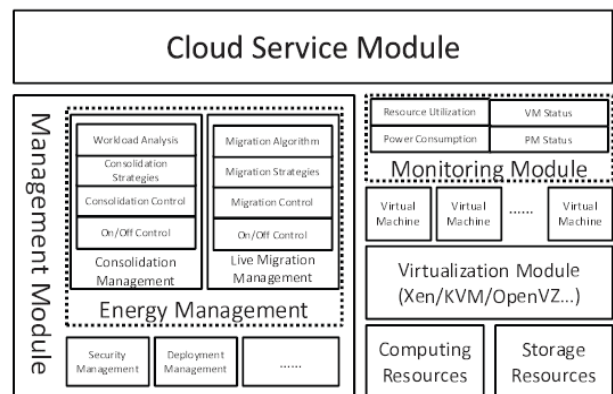 Cloud Service Module
Management Module
Workload Analysis
Consolidation
Strategies
Consolidation Control
On/Off Control
Consolidation
Management
Migration Algorithm
Migration Strategies
Migration Control
On/Off Control
Live Migration
Management
Energy Management
Security
Management
Deployment
Management
......
Resource Utilization
VM Status
Power Consumption
PM Status
Monitoring Module
Virtual
Machine
Virtual
Machine
......
Virtual
Machine
Virtualization Module
(Xen/KVM/OpenVZ...)
Computing
Resources
Storage
Resources